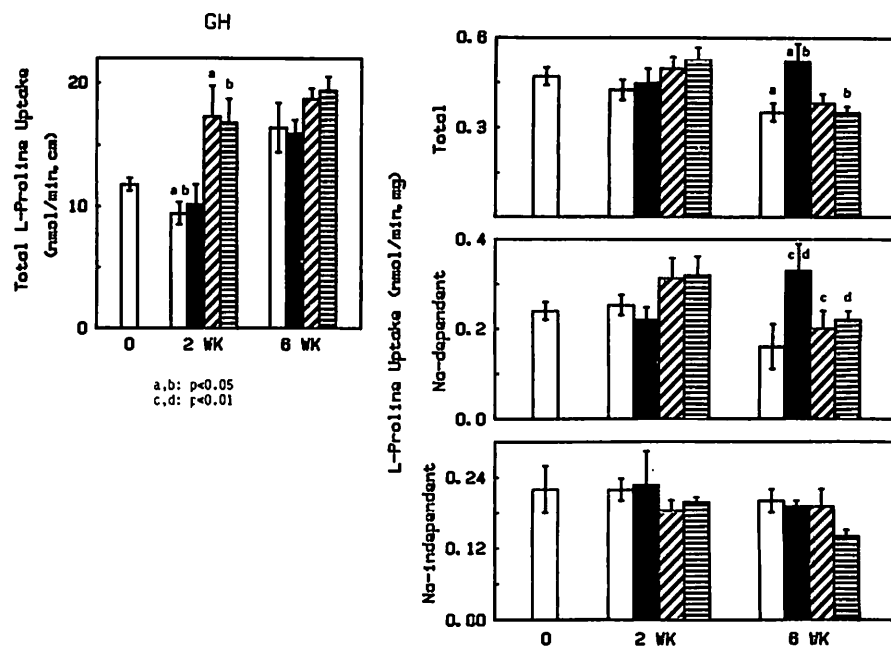 GH
Total L-Proline Uptake
(nmol/min, cm)
20
10
0
a
b
a b
0 2 WK 6 WK
a,b: p<0.05
c,d: p<0.01
L-Proline Uptake (nmol/min, mg)
Total
0.6
0.3
a
a b
b
Na-dependent
0.4
0.2
0.0
c d
c
d
Na-independent
0.24
0.12
0.00
0 2 WK 6 WK